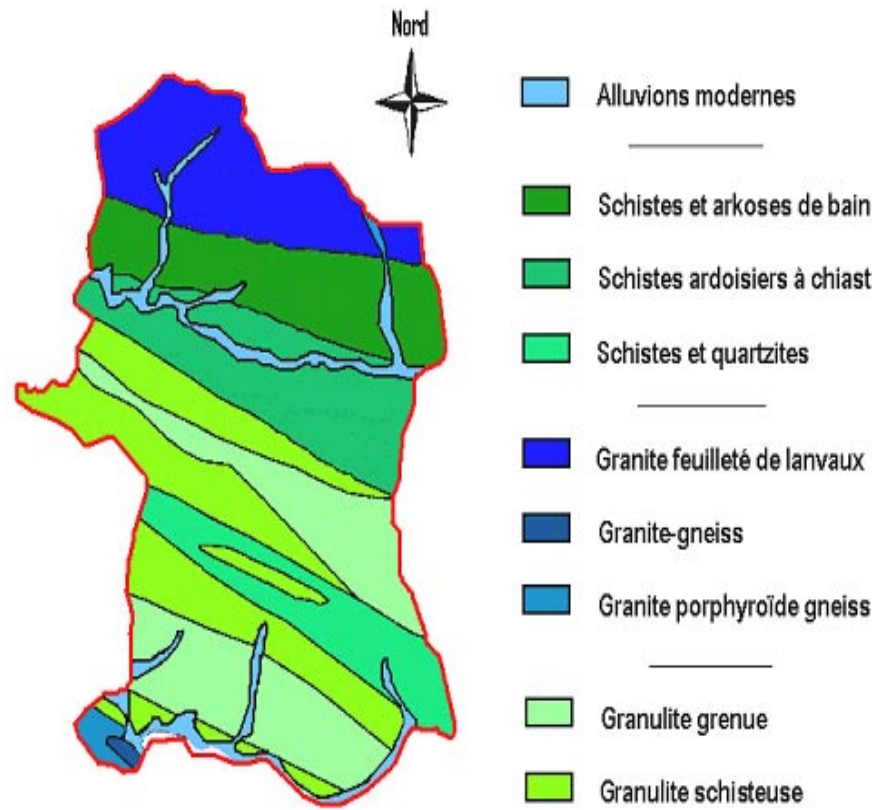 Nord
Alluvions modernes
Schistes et arkoses de bain
Schistes ardoisiers à chiast
Schistes et quartzites
Granite feuilleté de lanvaux
Granite-gneiss
Granite porphyroïde gneiss
Granulite grenue
Granulite schisteuse